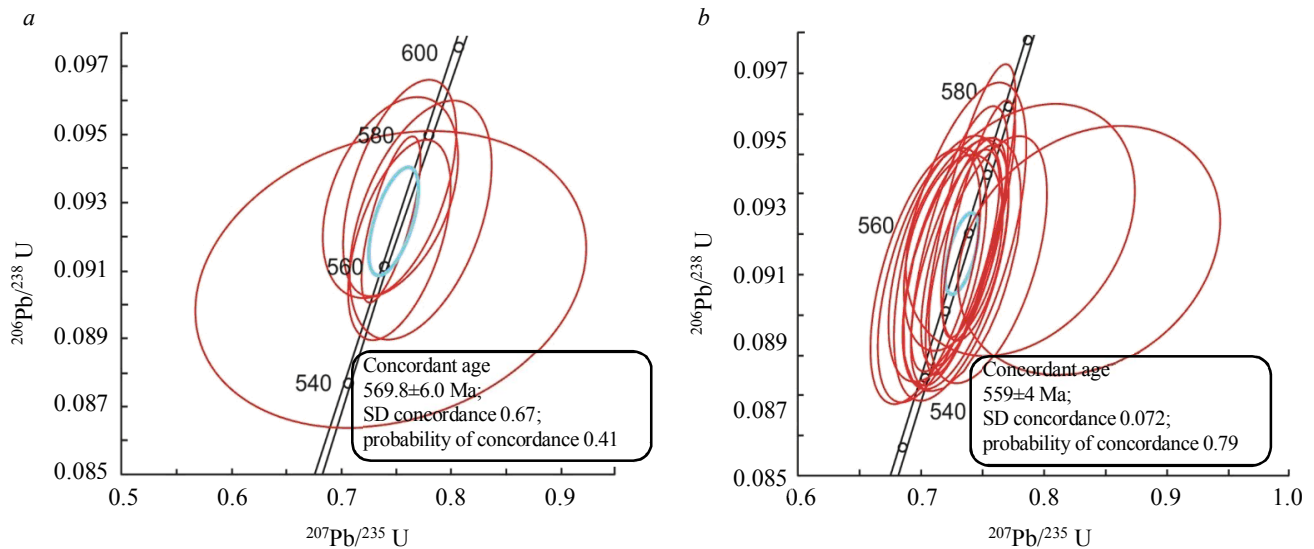 a
600
0.097
0.095
580
0.093
560
0.091
0.089
540
0.087
0.085
0.5
0.6
0.7
0.8
0.9
206Pb/238 U
207Pb/235 U
Concordant age
569.8±6.0 Ma;
SD concordance 0.67;
probability of concordance 0.41
b
0.097
580
0.095
0.093
560
0.091
0.089
0.087
540
0.085
0.6
0.7
0.8
0.9
1.0
206Pb/238 U
207Pb/235 U
Concordant age
559±4 Ma;
SD concordance 0.072;
probability of concordance 0.79